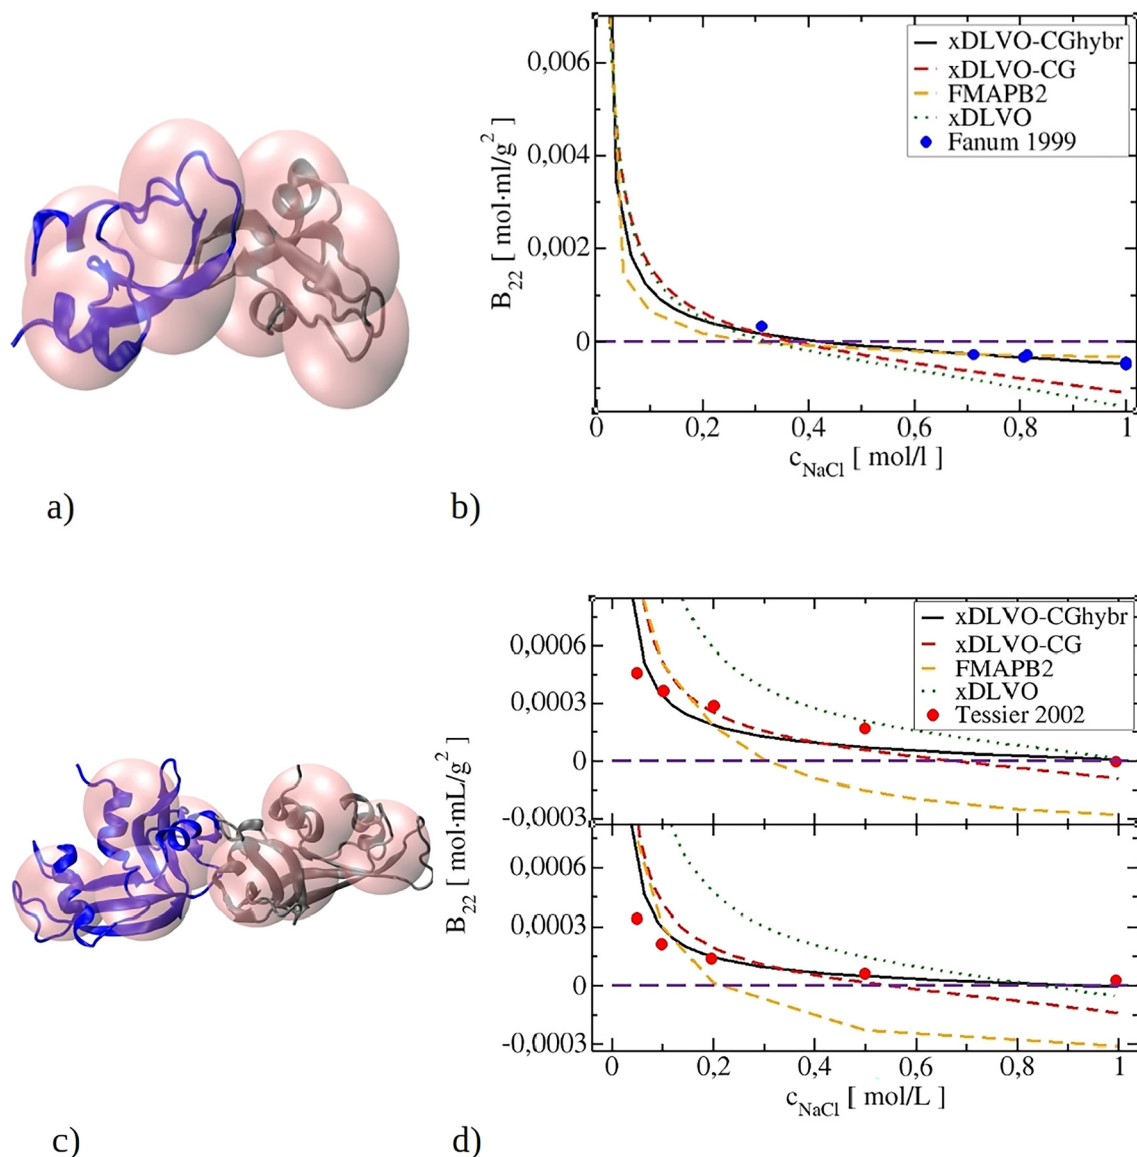 0,006
0,004
0,002
0
B22 [ mol·ml/g2 ]
xDLVO-CGhybr
xDLVO-CG
FMAPB2
xDLVO
Fanum 1999
0 0,2 0,4 0,6 0,8 1
cNaCl [ mol/l ]
a) b)
0,0006
0,0003
0
-0,0003
xDLVO-CGhybr
xDLVO-CG
FMAPB2
xDLVO
Tessier 2002
B22 [ mol·mL/g2 ]
0,0006
0,0003
0
-0,0003
0 0,2 0,4 0,6 0,8 1
cNaCl [ mol/L ]
c) d)